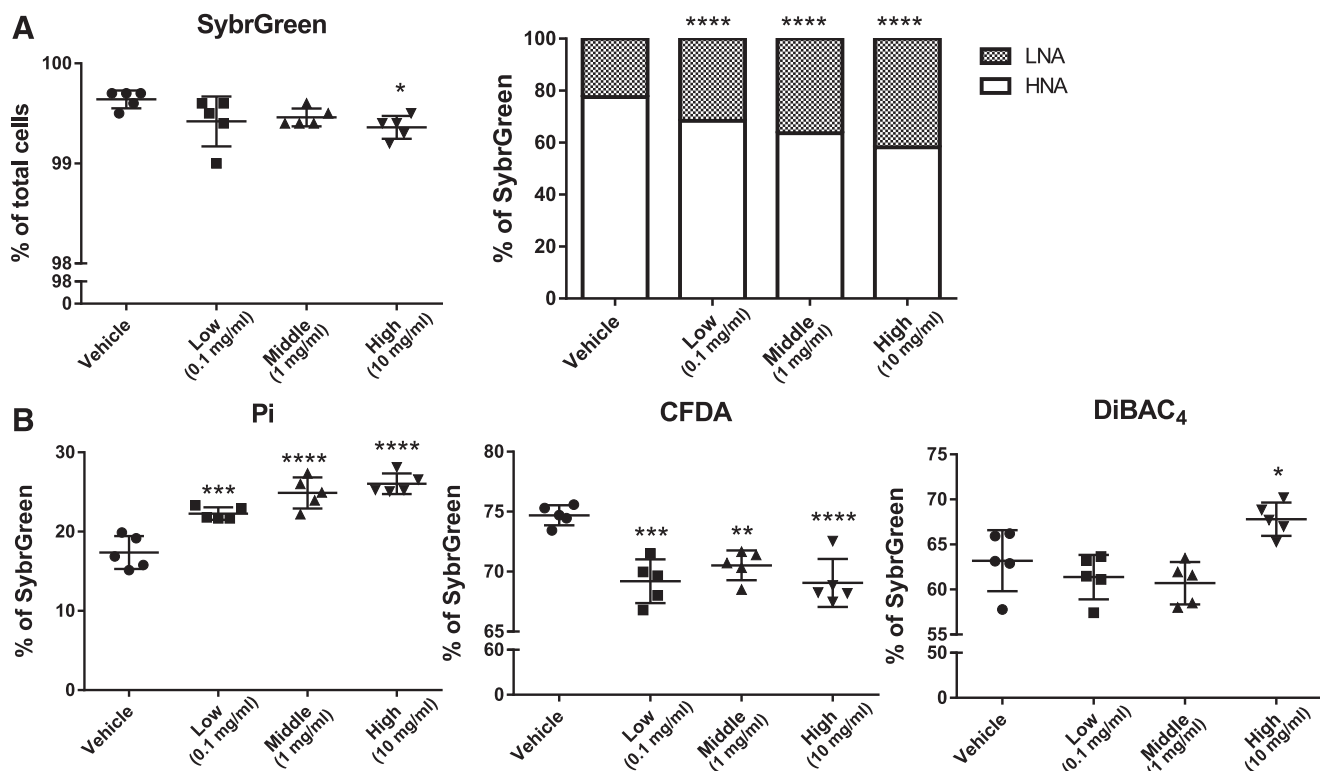 A
SybrGreen
% of total cells
100
99
98
98
0
*
Vehicle
Low
(0.1 mg/ml)
Middle
(1 mg/ml)
High
(10 mg/ml)
% of SybrGreen
100
80
60
40
20
0
**** **** ****
Vehicle
Low
(0.1 mg/ml)
Middle
(1 mg/ml)
High
(10 mg/ml)
LNA
HNA
B
Pi
% of SybrGreen
30
20
10
0
*** **** ****
Vehicle
Low
(0.1 mg/ml)
Middle
(1 mg/ml)
High
(10 mg/ml)
CFDA
% of SybrGreen
80
75
70
65
60
0
*** ** ****
Vehicle
Low
(0.1 mg/ml)
Middle
(1 mg/ml)
High
(10 mg/ml)
DiBAC4
% of SybrGreen
75
70
65
60
55
50
0
*
Vehicle
Low
(0.1 mg/ml)
Middle
(1 mg/ml)
High
(10 mg/ml)